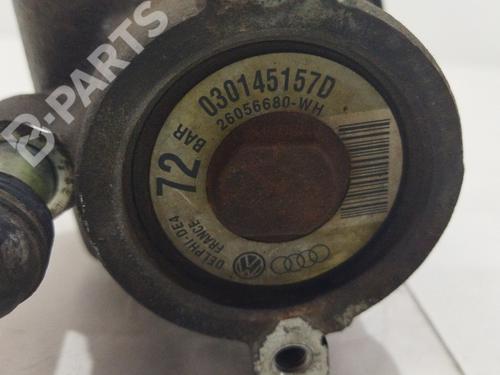 B-PARTS
030145157D
26056680-WH
72 BAR
DELPHI-DE4
FRANCE